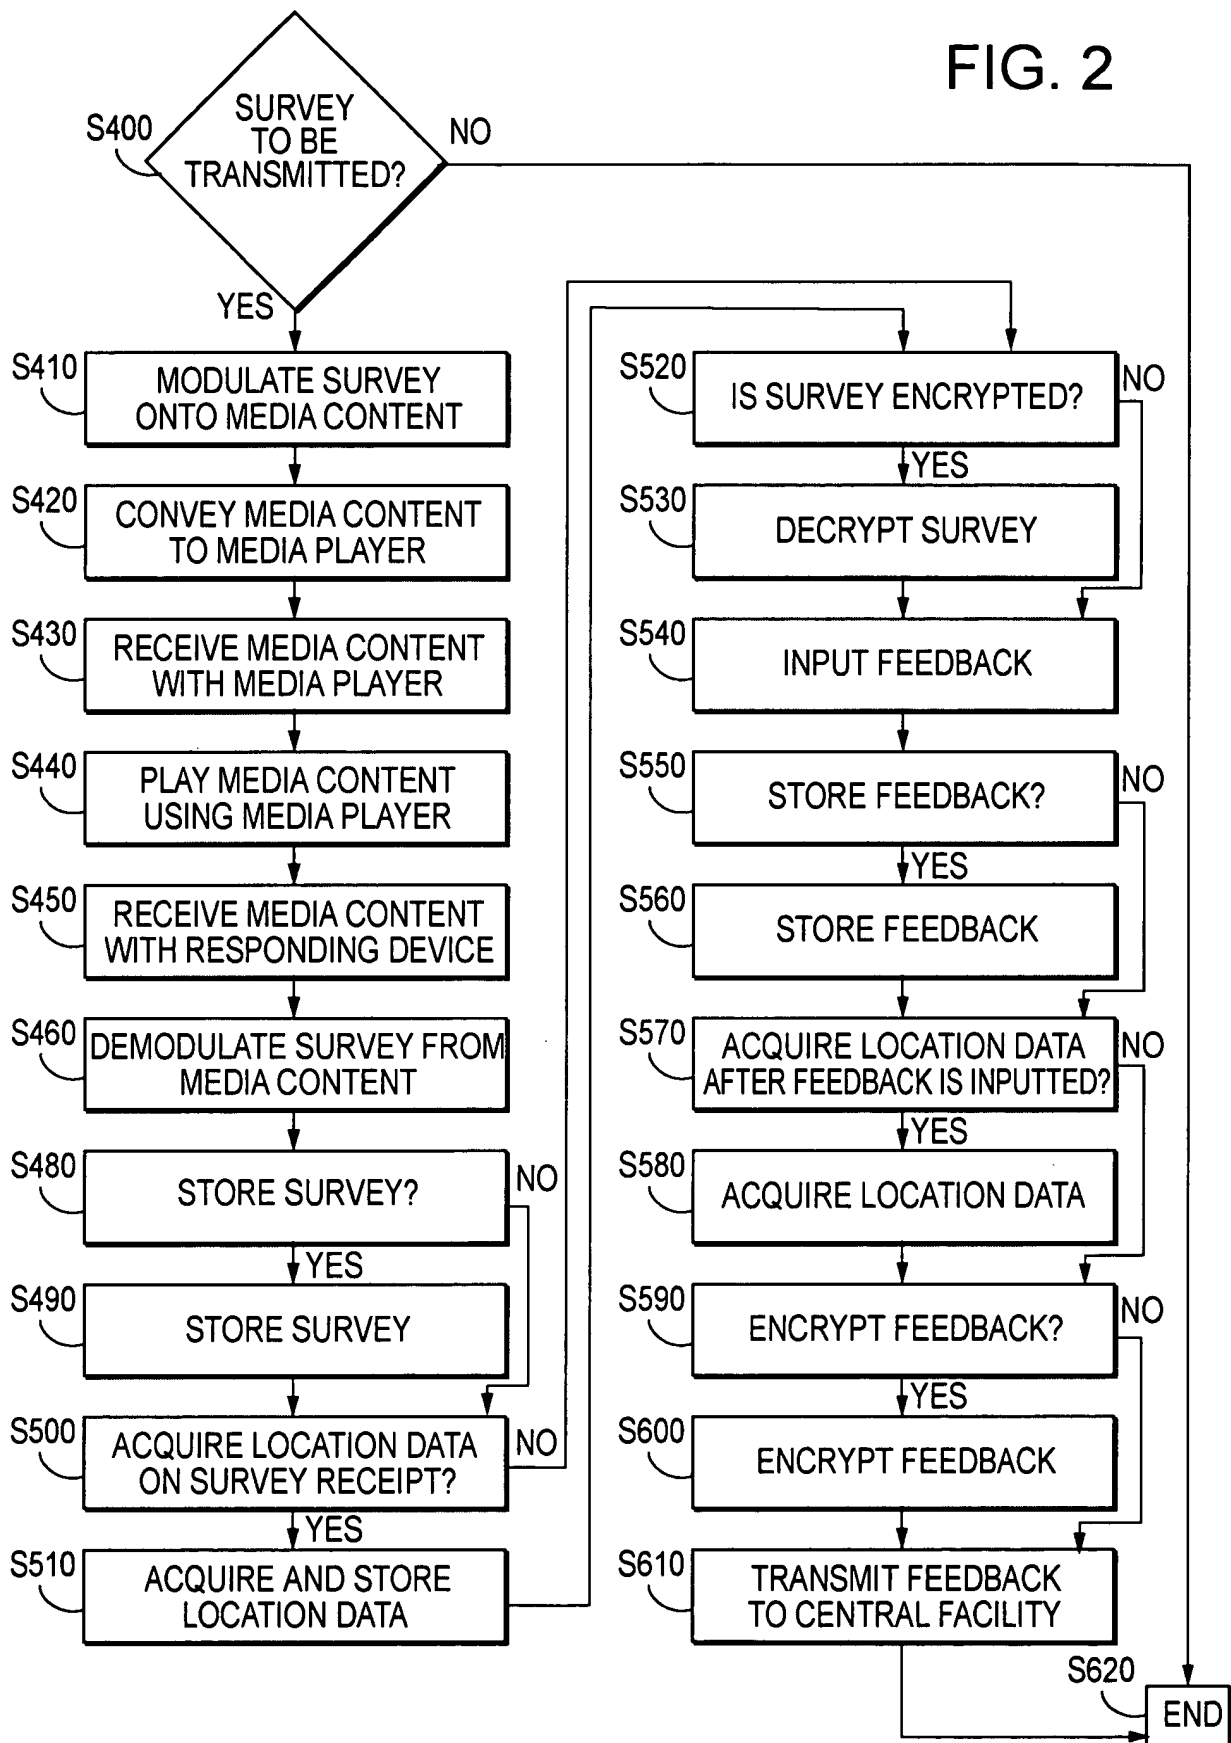 FIG. 2
S400
SURVEY
TO BE
TRANSMITTED?
NO
YES
S410
MODULATE SURVEY
ONTO MEDIA CONTENT
S420
CONVEY MEDIA CONTENT
TO MEDIA PLAYER
S430
RECEIVE MEDIA CONTENT
WITH MEDIA PLAYER
S440
PLAY MEDIA CONTENT
USING MEDIA PLAYER
S450
RECEIVE MEDIA CONTENT
WITH RESPONDING DEVICE
S460
DEMODULATE SURVEY FROM
MEDIA CONTENT
S480
STORE SURVEY?
NO
YES
S490
STORE SURVEY
S500
ACQUIRE LOCATION DATA
ON SURVEY RECEIPT?
NO
YES
S510
ACQUIRE AND STORE
LOCATION DATA
S520
IS SURVEY ENCRYPTED?
NO
YES
S530
DECRYPT SURVEY
S540
INPUT FEEDBACK
S550
STORE FEEDBACK?
NO
YES
S560
STORE FEEDBACK
S570
ACQUIRE LOCATION DATA
AFTER FEEDBACK IS INPUTTED?
NO
YES
S580
ACQUIRE LOCATION DATA
S590
ENCRYPT FEEDBACK?
NO
YES
S600
ENCRYPT FEEDBACK
S610
TRANSMIT FEEDBACK
TO CENTRAL FACILITY
S620
END